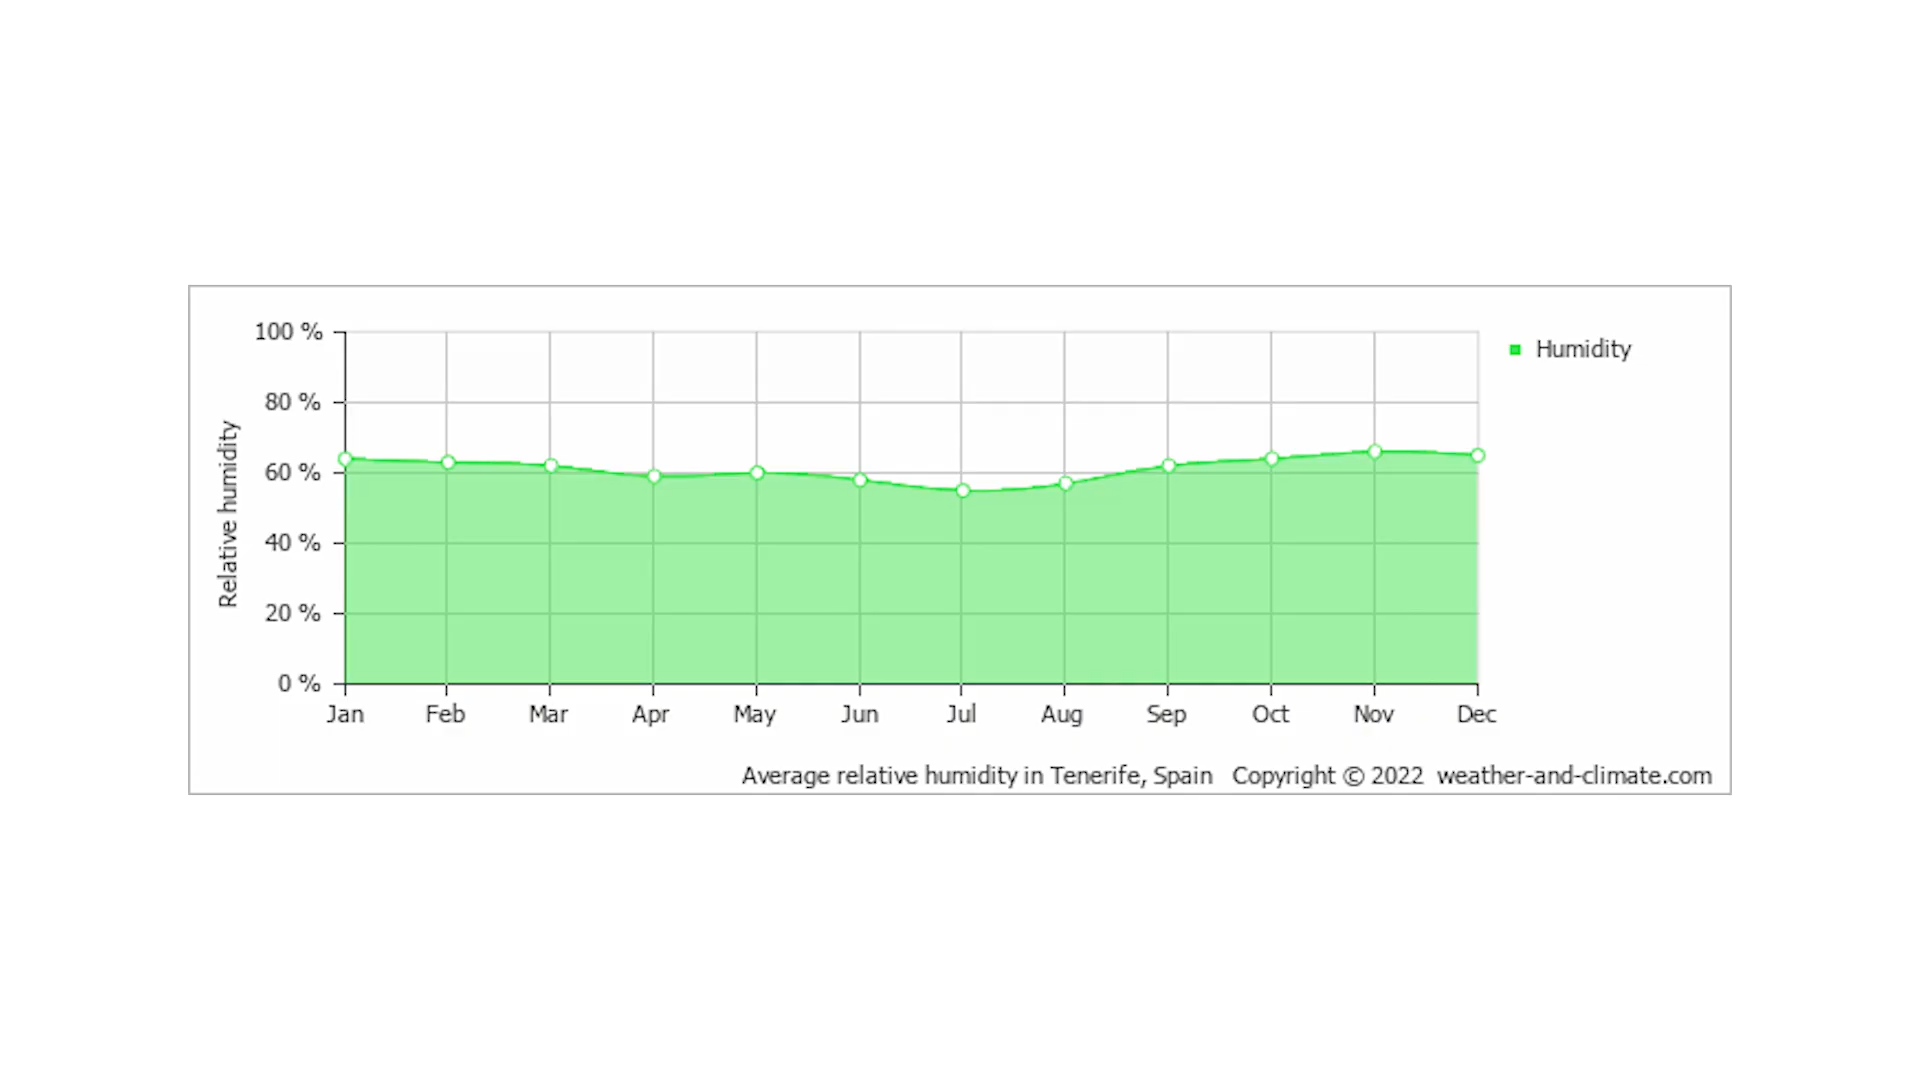 100 %
Humidity
80 %
60 %
Relative humidity
40 %
20 %
0 %
Jan Feb Mar Apr May Jun Jul Aug Sep Oct Nov Dec
Average relative humidity in Tenerife, Spain Copyright © 2022 weather-and-climate.com